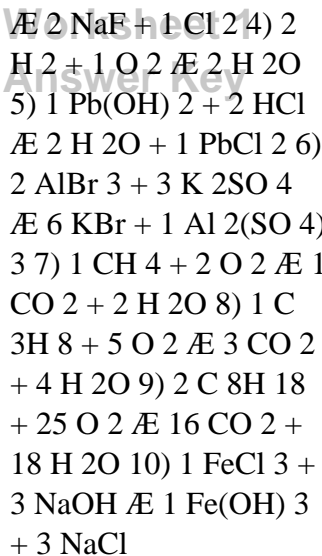 Æ 2 NaF + 1 Cl 2 4) 2
Worksheet 1
H 2 + 1 O 2 Æ 2 H 2O
Answer Key
5) 1 Pb(OH) 2 + 2 HCl
Æ 2 H 2O + 1 PbCl 2 6)
2 AlBr 3 + 3 K 2SO 4
Æ 6 KBr + 1 Al 2(SO 4)
3 7) 1 CH 4 + 2 O 2 Æ 1
CO 2 + 2 H 2O 8) 1 C
3H 8 + 5 O 2 Æ 3 CO 2
+ 4 H 2O 9) 2 C 8H 18
+ 25 O 2 Æ 16 CO 2 +
18 H 2O 10) 1 FeCl 3 +
3 NaOH Æ 1 Fe(OH) 3
+ 3 NaCl